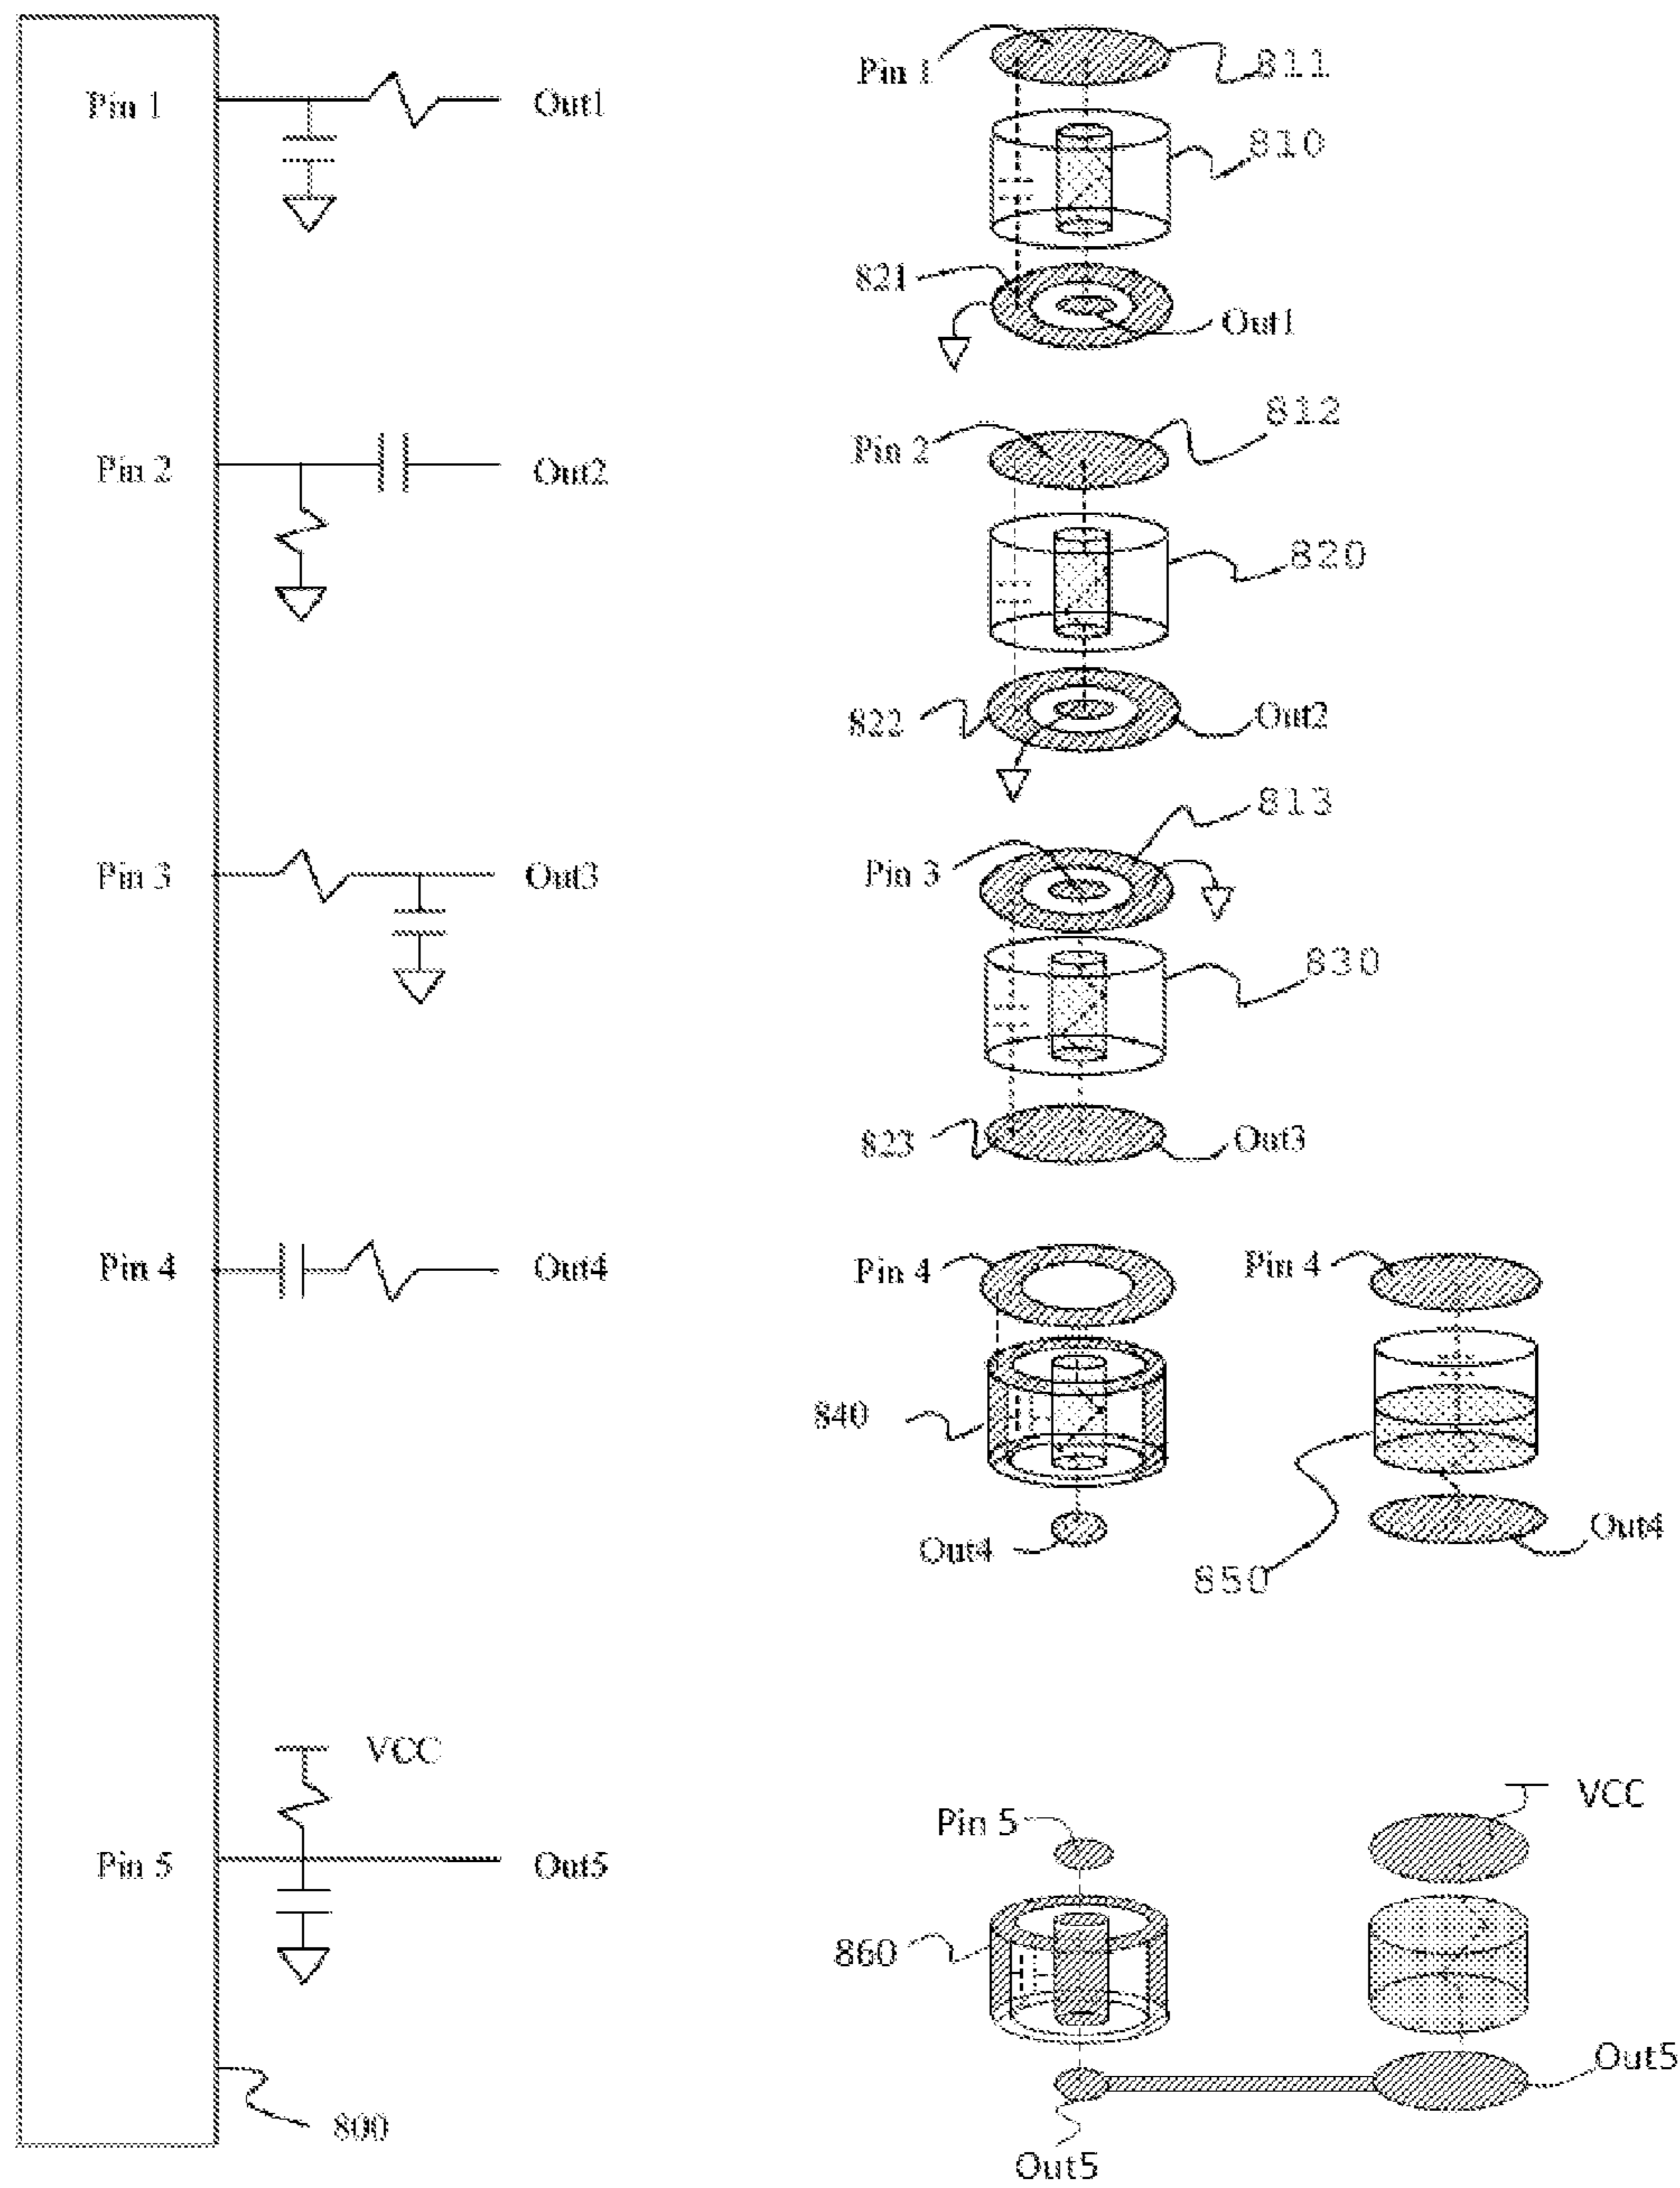 Pin 1
Out1
Pin 1
811
810
821
Out1
Pin 2
Out2
Pin 2
812
820
822
Out2
Pin 3
Out3
Pin 3
813
830
823
Out3
Pin 4
Out4
Pin 4
Pin 4
840
Out4
Out4
850
VCC
Pin 5
Out5
800
Pin 5
VCC
860
Out5
Out5